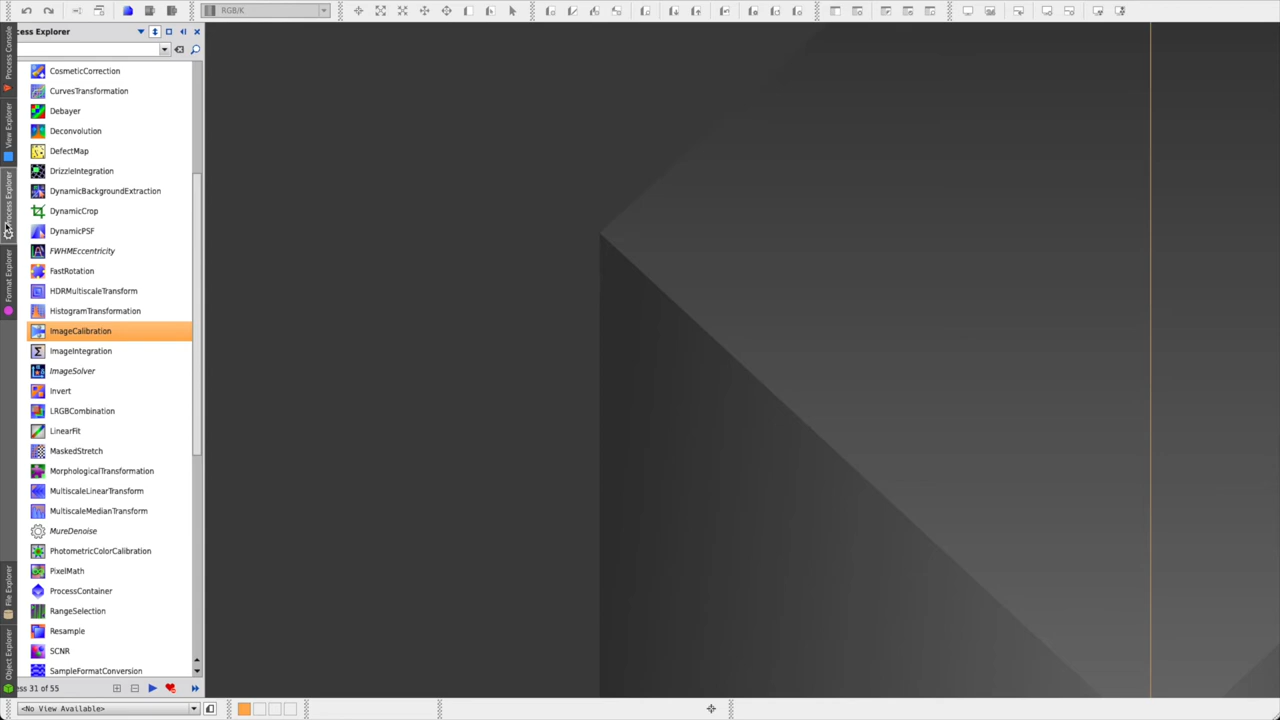 RGB/K
cess Explorer
Process Console
View Explorer
Process Explorer
Format Explorer
File Explorer
Object Explorer
CosmeticCorrection
CurvesTransformation
Debayer
Deconvolution
DefectMap
DrizzleIntegration
DynamicBackgroundExtraction
DynamicCrop
DynamicPSF
FWHMEccentricity
FastRotation
HDRMultiscaleTransform
HistogramTransformation
ImageCalibration
ImageIntegration
ImageSolver
Invert
LRGBCombination
LinearFit
MaskedStretch
MorphologicalTransformation
MultiscaleLinearTransform
MultiscaleMedianTransform
MureDenoise
PhotometricColorCalibration
PixelMath
ProcessContainer
RangeSelection
Resample
SCNR
SampleFormatConversion
ess 31 of 55
<No View Available>